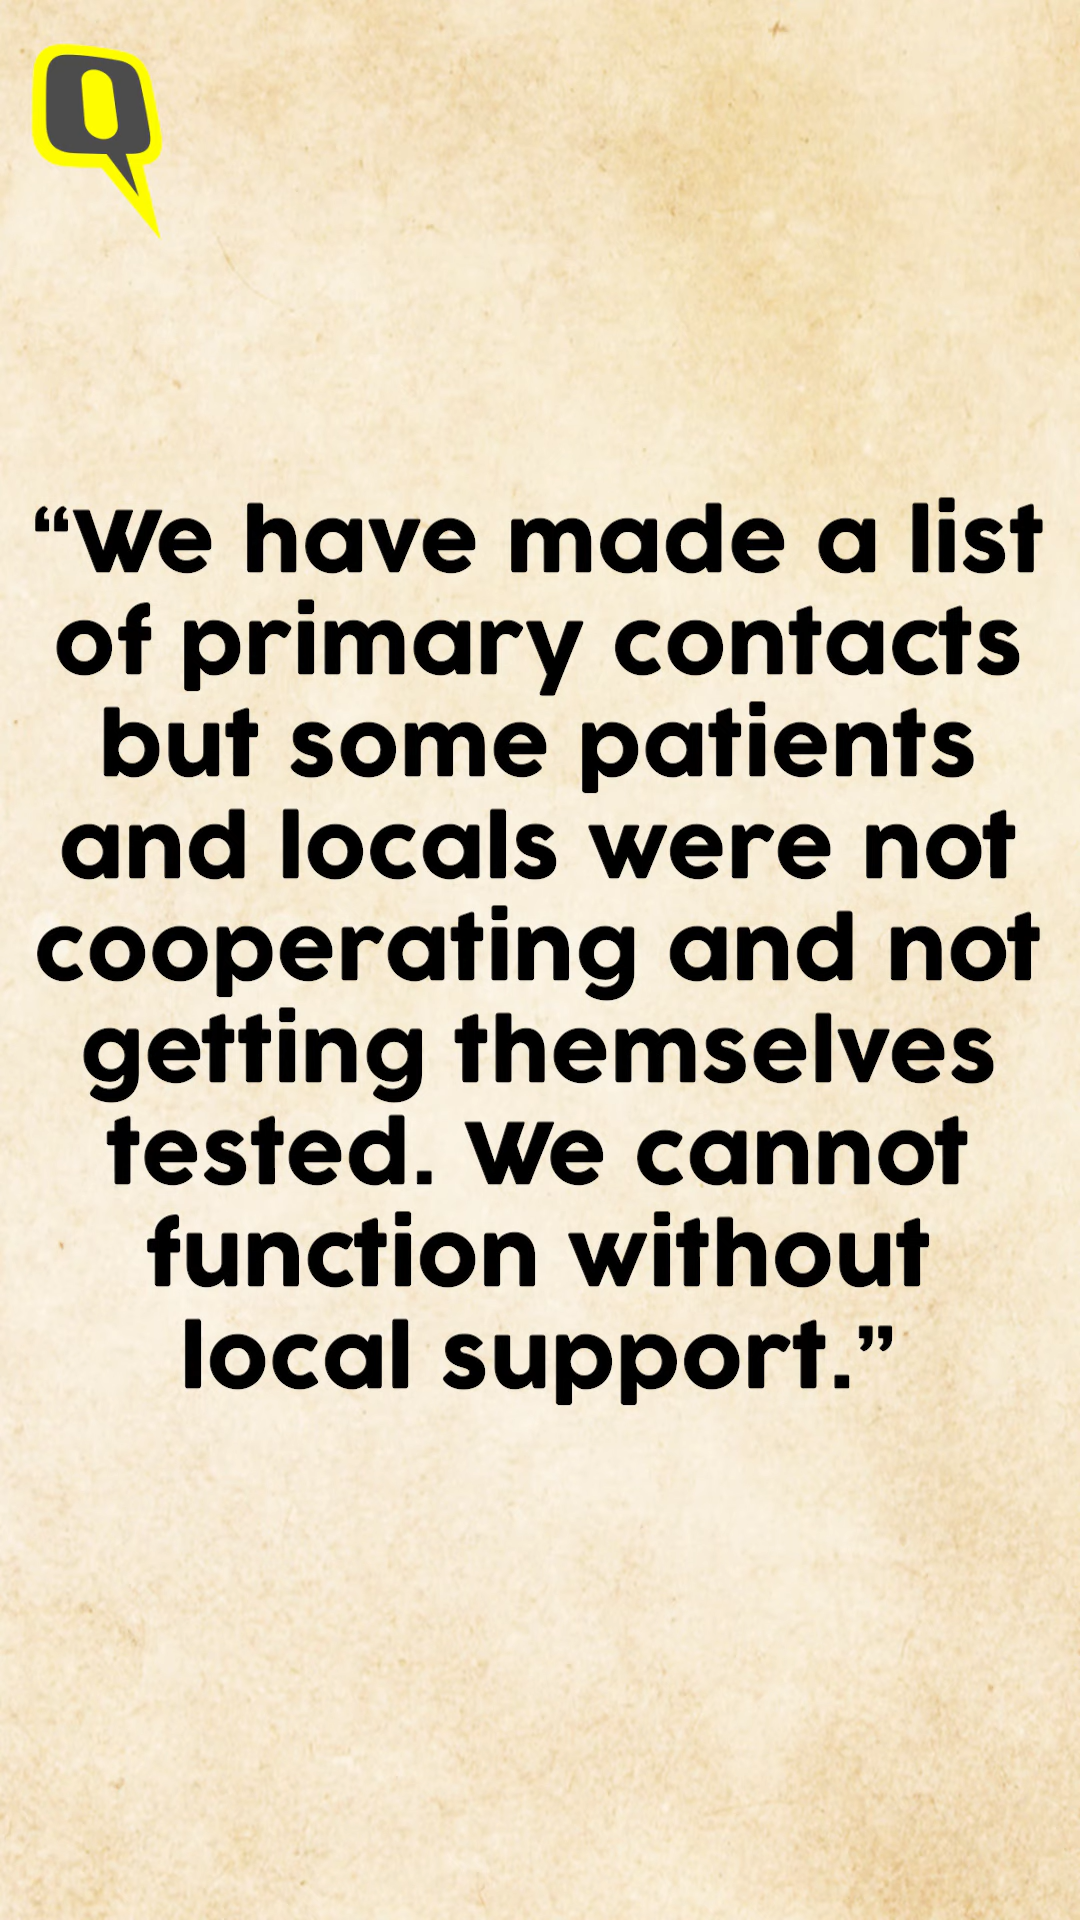 Q
“We have made a list
of primary contacts
but some patients
and locals were not
cooperating and not
getting themselves
tested. We cannot
function without
local support.”